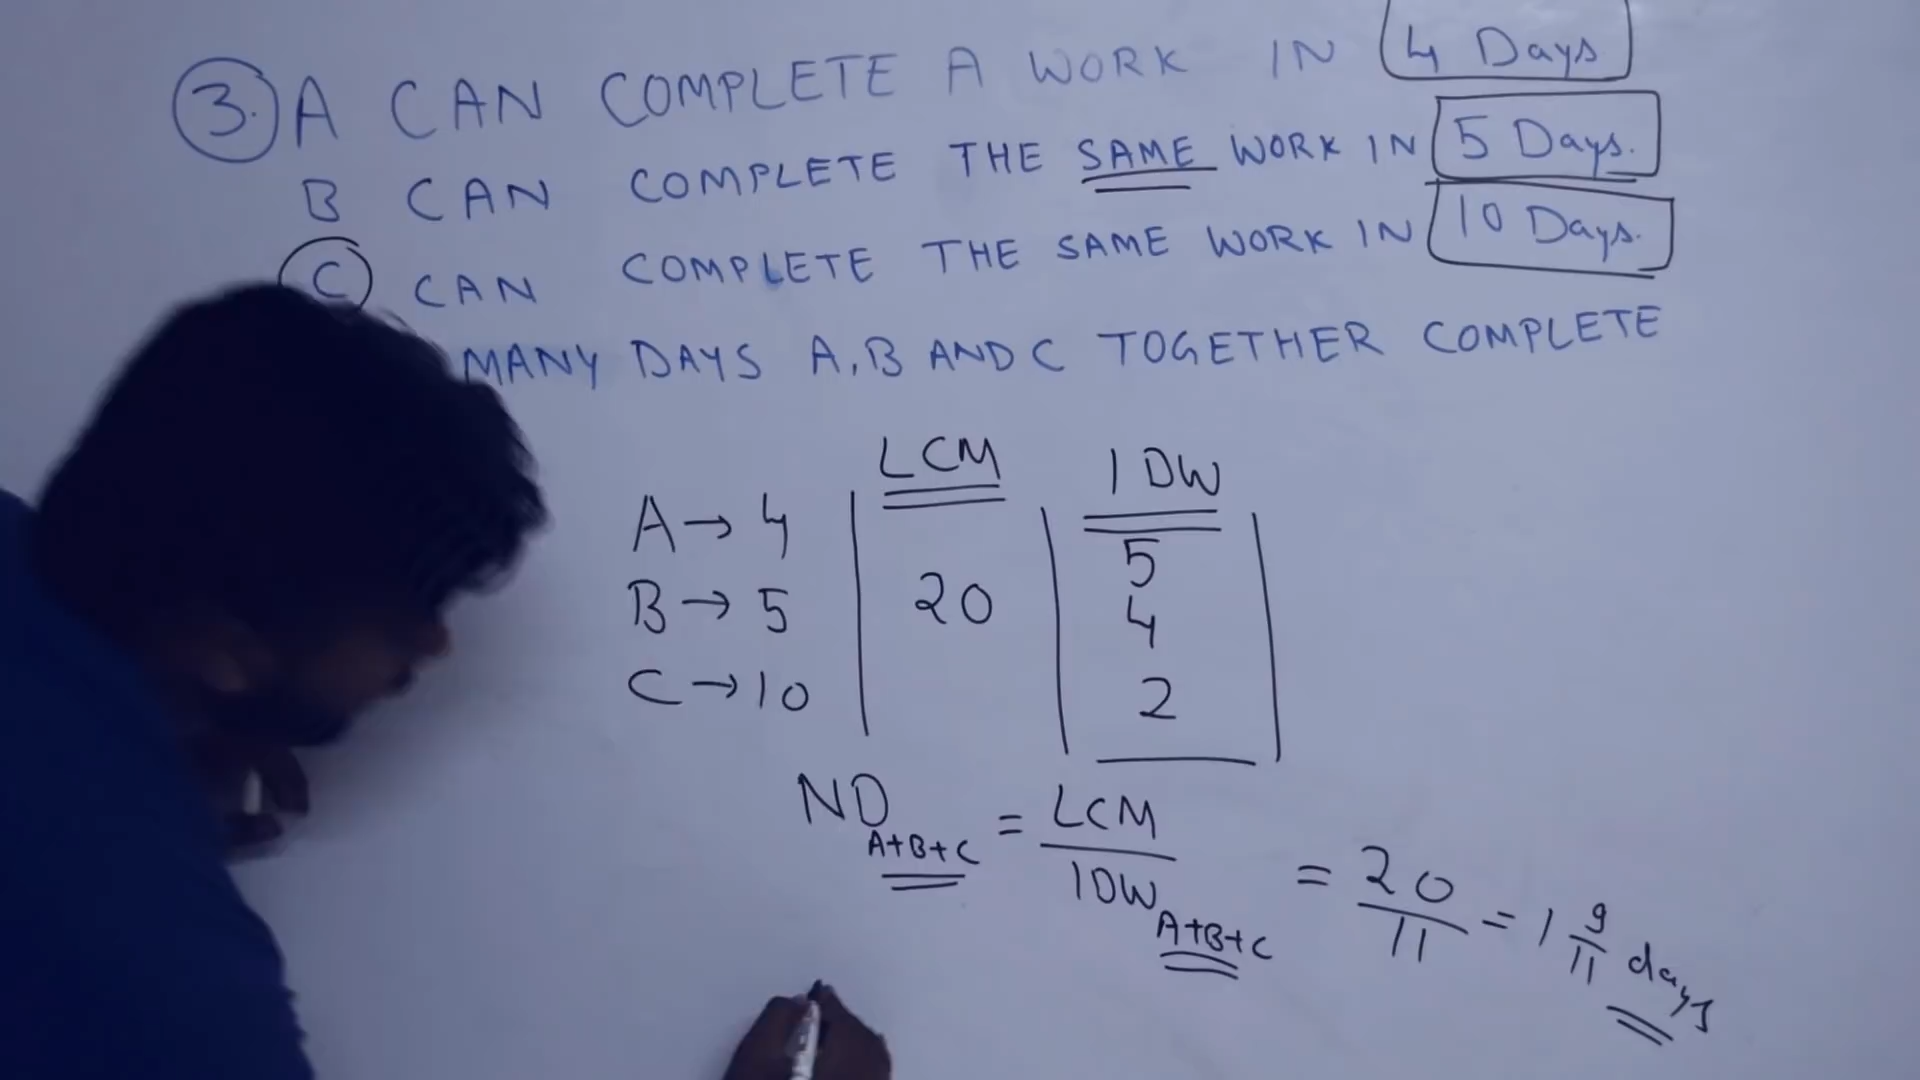 3. A CAN COMPLETE A WORK IN 4 Days
B CAN COMPLETE THE SAME WORK IN 5 Days.
C CAN COMPLETE THE SAME WORK IN 10 Days.
MANY DAYS A, B AND C TOGETHER COMPLETE
LCM 1 DW
A → 4 5
B → 5 20 4
C → 10 2
ND A+B+C = LCM / 1DW A+B+C = 20/11 = 1 9/11 days